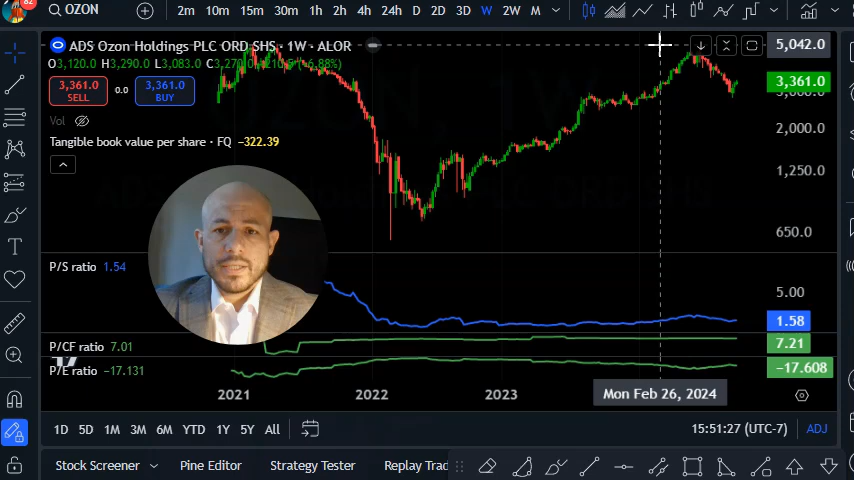 82
OZON
2m 10m 15m 30m 1h 2h 4h 24h D 2D 3D W 2W M
ADS Ozon Holdings PLC ORD SHS · 1W · ALOR
O3,120.0 H3,290.0 L3,083.0
3,361.0 SELL
0.0
3,361.0 BUY
Vol
Tangible book value per share · FQ −322.39
5,042.0
3,361.0
2,000.0
1,250.0
650.0
P/S ratio 1.54
5.00
1.58
P/CF ratio 7.01
7.21
P/E ratio −17.131
−17.608
2021 2022 2023 Mon Feb 26, 2024
1D 5D 1M 3M 6M YTD 1Y 5Y All
15:51:27 (UTC-7) ADJ
Stock Screener Pine Editor Strategy Tester Replay Trad